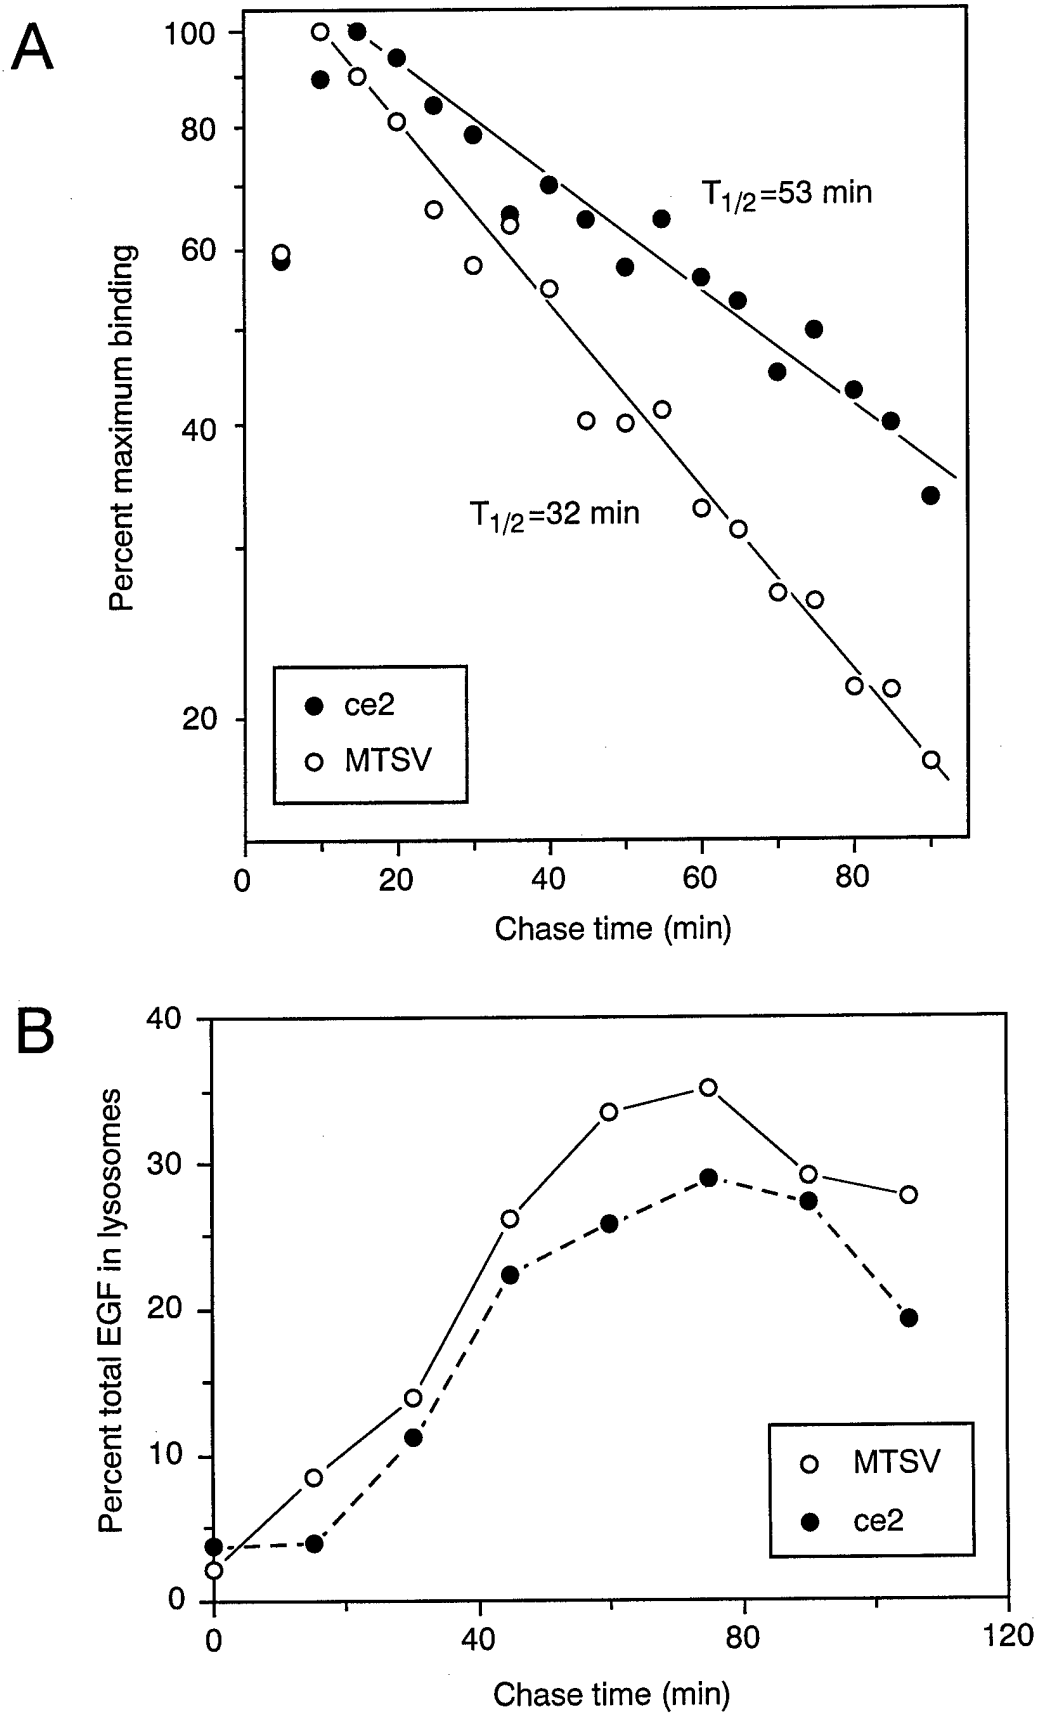 A
100
80
60
40
20
Percent maximum binding
T1/2=53 min
T1/2=32 min
ce2
MTSV
0
20
40
60
80
Chase time (min)
B
40
30
20
10
0
Percent total EGF in lysosomes
MTSV
ce2
0
40
80
120
Chase time (min)